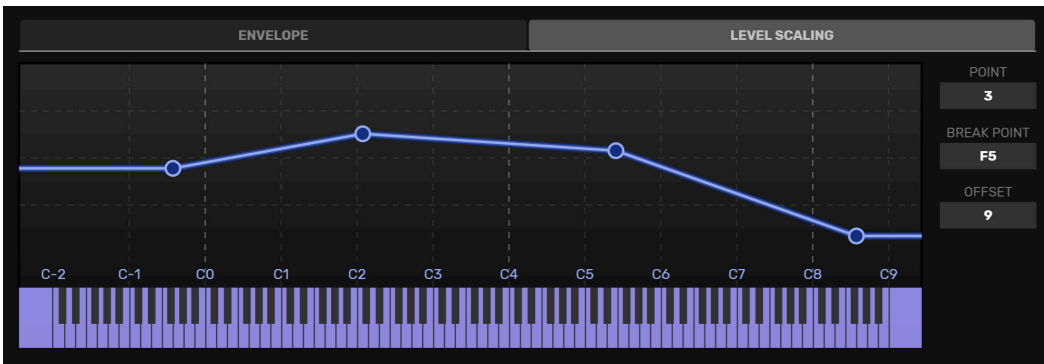 ENVELOPE LEVEL SCALING
POINT
3
BREAK POINT
F5
OFFSET
9
C-2 C-1 C0 C1 C2 C3 C4 C5 C6 C7 C8 C9